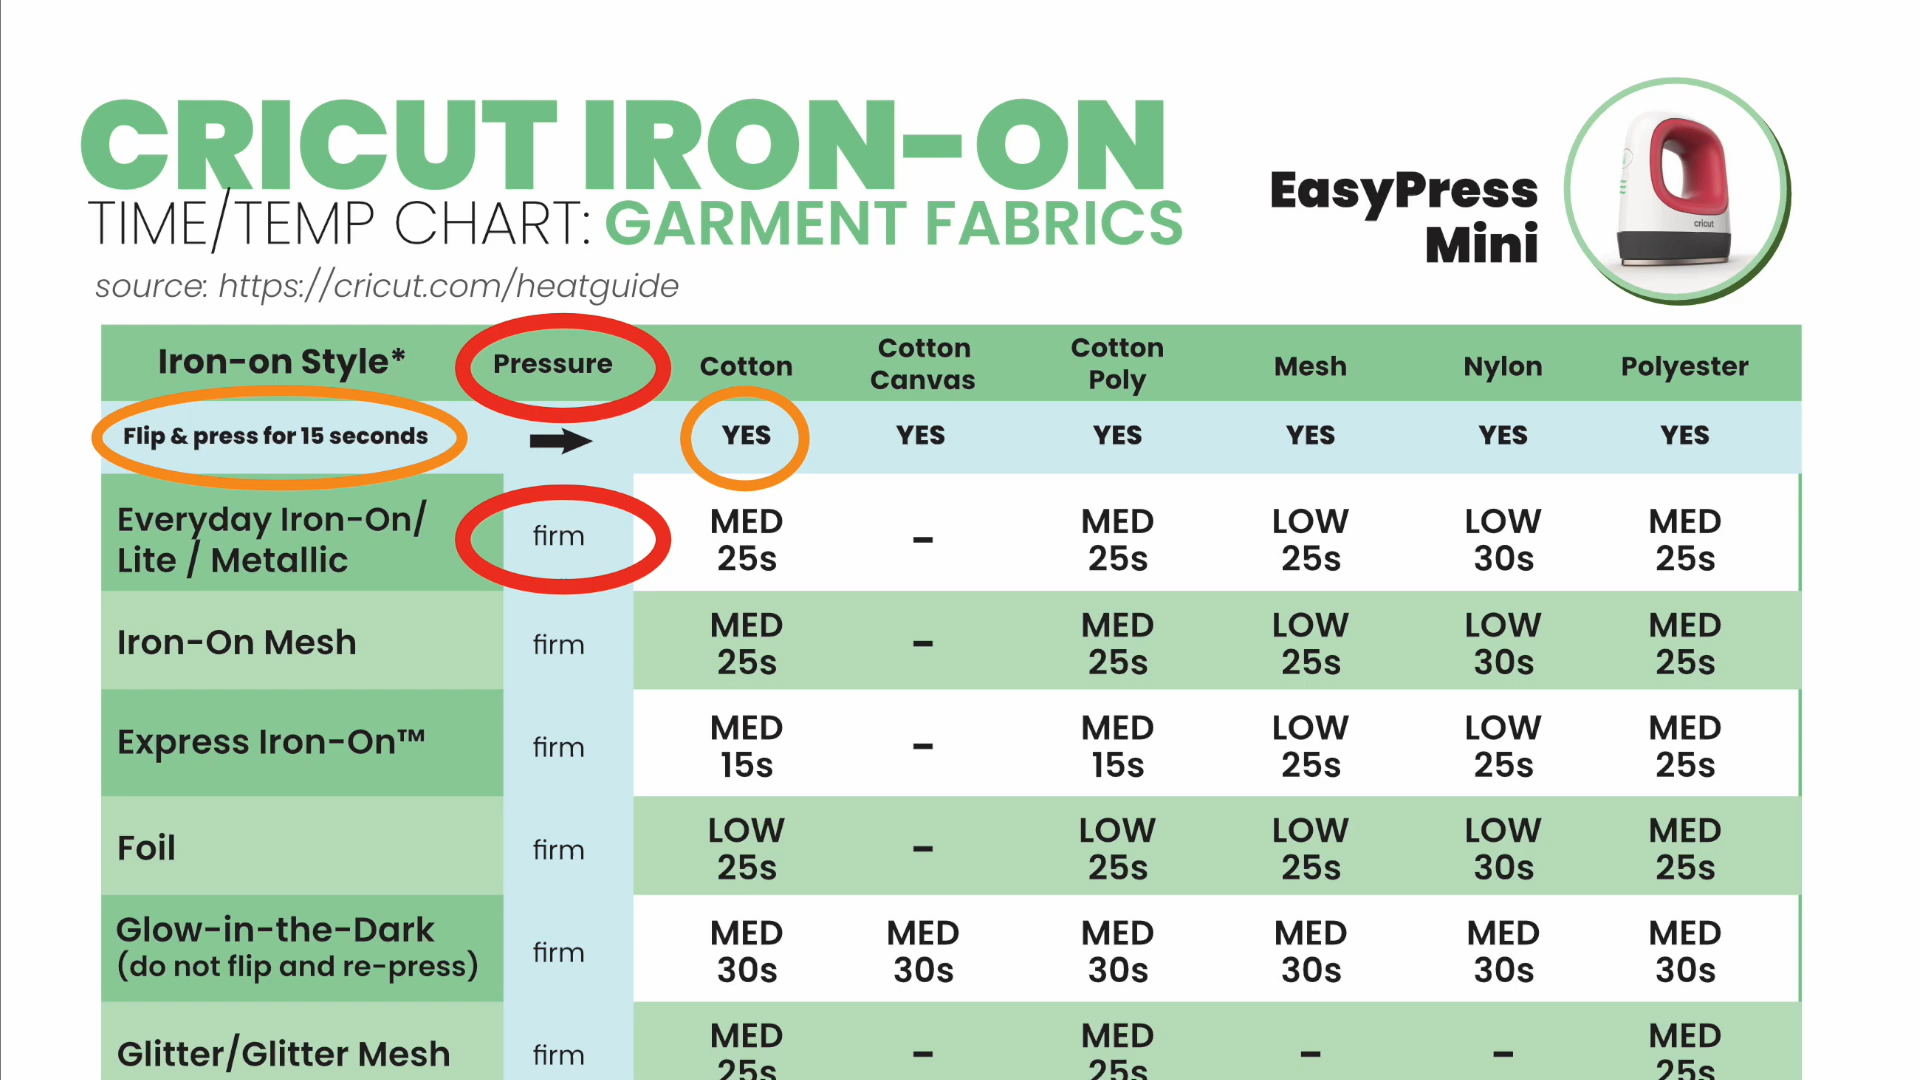 CRICUT IRON-ON
TIME/TEMP CHART: GARMENT FABRICS
source: https://cricut.com/heatguide
EasyPress
Mini
cricut
Iron-on Style* Pressure Cotton Cotton Canvas Cotton Poly Mesh Nylon Polyester
Flip & press for 15 seconds YES YES YES YES YES YES
Everyday Iron-On/ Lite / Metallic firm MED 25s – MED 25s LOW 25s LOW 30s MED 25s
Iron-On Mesh firm MED 25s – MED 25s LOW 25s LOW 30s MED 25s
Express Iron-On™ firm MED 15s – MED 15s LOW 25s LOW 25s MED 25s
Foil firm LOW 25s – LOW 25s LOW 25s LOW 30s MED 25s
Glow-in-the-Dark (do not flip and re-press) firm MED 30s MED 30s MED 30s MED 30s MED 30s MED 30s
Glitter/Glitter Mesh firm MED 25s – MED 25s – – MED 25s